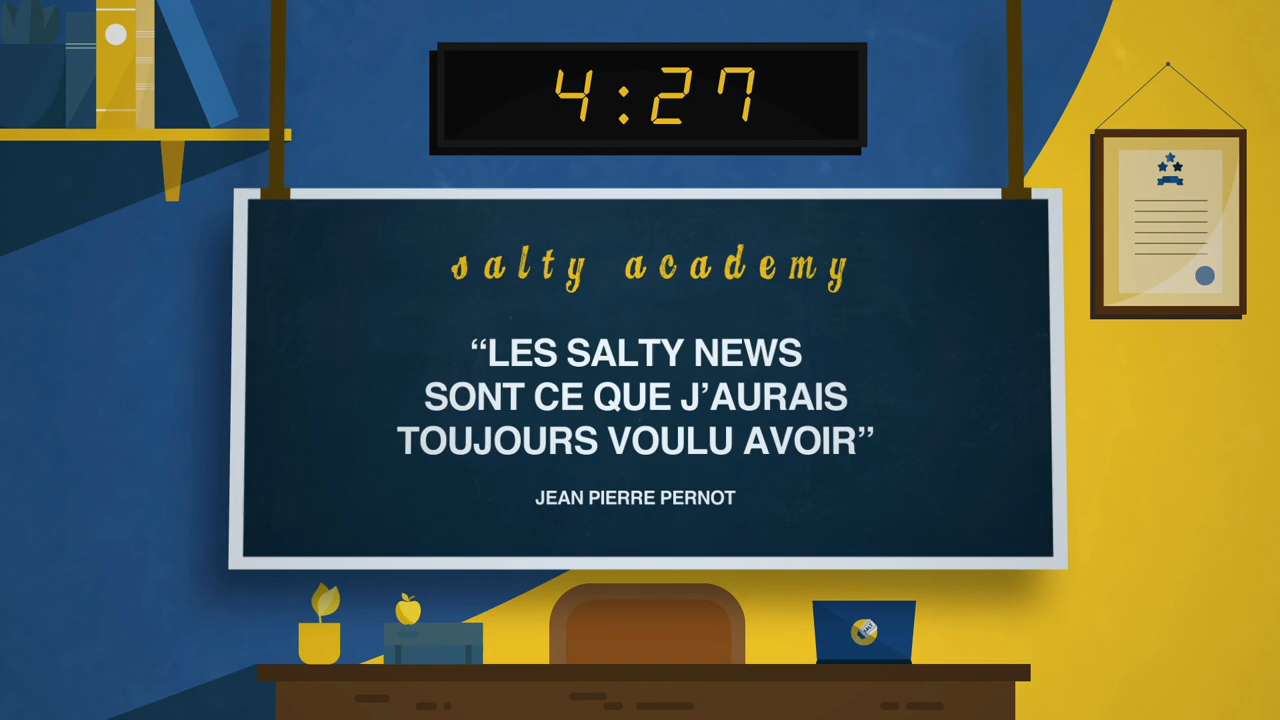 4:27
salty academy
“LES SALTY NEWS
SONT CE QUE J’AURAIS
TOUJOURS VOULU AVOIR”
JEAN PIERRE PERNOT